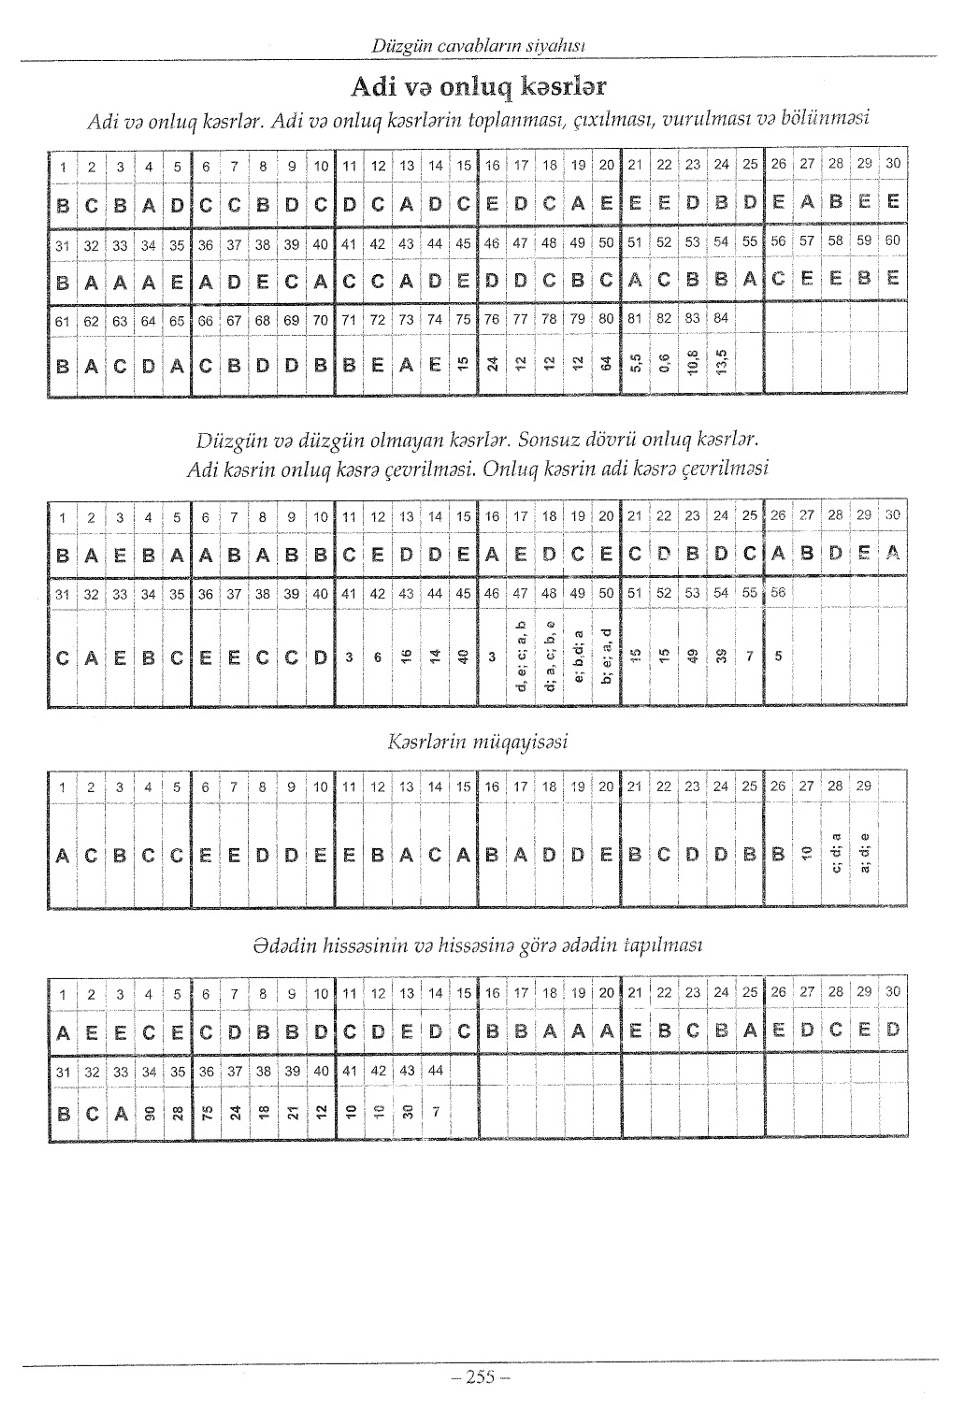 Düzgün cavabların siyahısı
Adi və onluq kəsrlər
Adi və onluq kəsrlər. Adi və onluq kəsrlərin toplanması, çıxılması, vurulması və bölünməsi
1 2 3 4 5 6 7 8 9 10 11 12 13 14 15 16 17 18 19 20 21 22 23 24 25 26 27 28 29 30
B C B A D C C B D C D C A D C E D C A E E E D B D E A B E E
31 32 33 34 35 36 37 38 39 40 41 42 43 44 45 46 47 48 49 50 51 52 53 54 55 56 57 58 59 60
B A A A E A D E C A C C A D E D D C B C A C B B A C E E B E
61 62 63 64 65 66 67 68 69 70 71 72 73 74 75 76 77 78 79 80 81 82 83 84
B A C D A C B D D B B E A E 15 24 12 12 12 64 5,5 0,6 10,8 13,5
Düzgün və düzgün olmayan kəsrlər. Sonsuz dövrü onluq kəsrlər.
Adi kəsrin onluq kəsrə çevrilməsi. Onluq kəsrin adi kəsrə çevrilməsi
1 2 3 4 5 6 7 8 9 10 11 12 13 14 15 16 17 18 19 20 21 22 23 24 25 26 27 28 29 30
B A E B A A B A B B C E D D E A E D C E C D B D C A B D E A
31 32 33 34 35 36 37 38 39 40 41 42 43 44 45 46 47 48 49 50 51 52 53 54 55 56
C A E B C E E C C D 3 6 16 14 40 3 d, e; c; a, b d; a, c; b, e e; b,d; a b; e; a, d 15 15 49 39 7 5
Kəsrlərin müqayisəsi
1 2 3 4 5 6 7 8 9 10 11 12 13 14 15 16 17 18 19 20 21 22 23 24 25 26 27 28 29
A C B C C E E D D E E B A C A B A D D E B C D D B B 10 c; d; a a; d; e
Ədədin hissəsinin və hissəsinə görə ədədin tapılması
1 2 3 4 5 6 7 8 9 10 11 12 13 14 15 16 17 18 19 20 21 22 23 24 25 26 27 28 29 30
A E E C E C D B B D C D E D C B B A A A E B C B A E D C E D
31 32 33 34 35 36 37 38 39 40 41 42 43 44
B C A 90 28 75 24 18 21 12 10 10 30 7
– 255 –